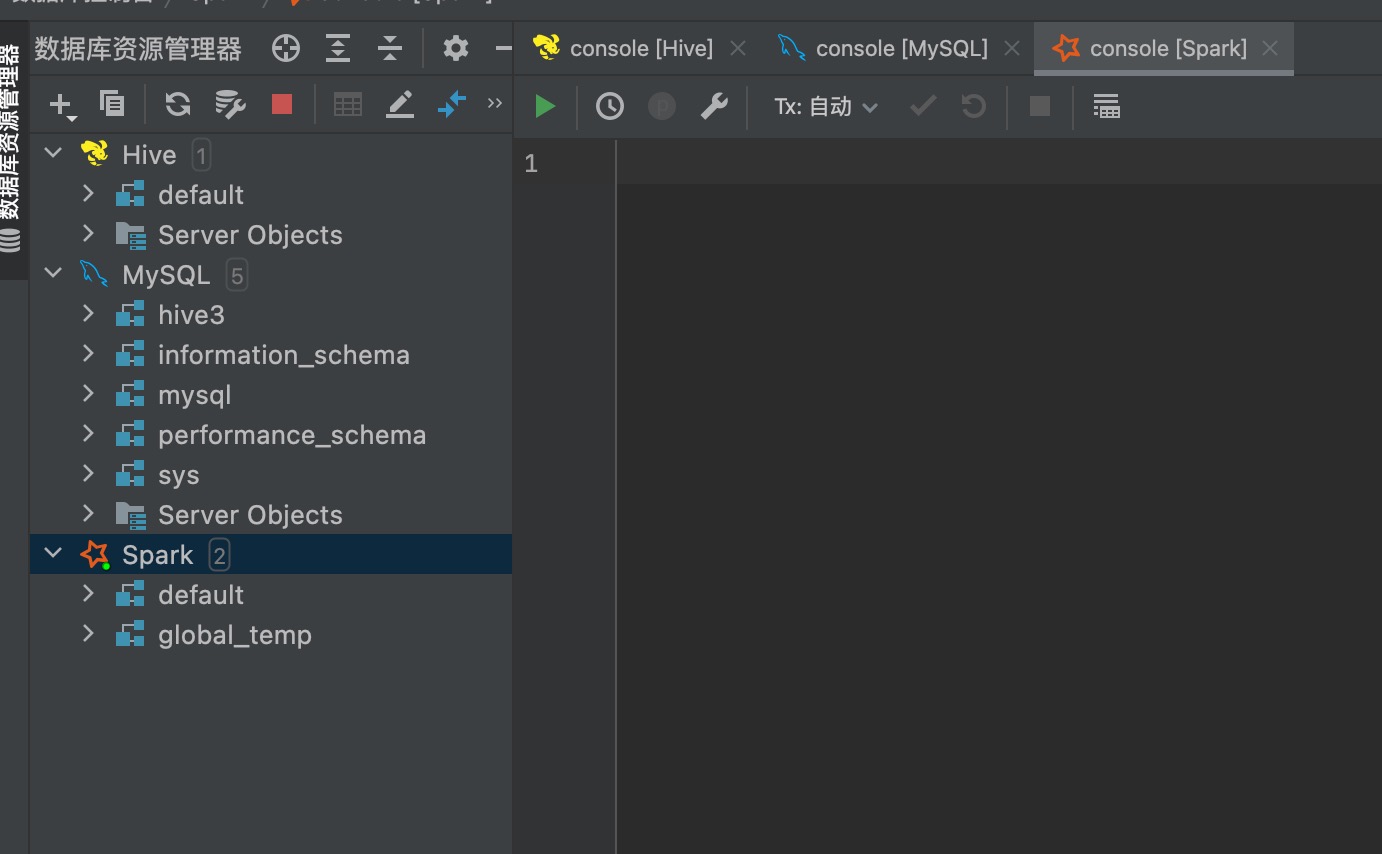 数据库资源管理器
console [Hive]
console [MySQL]
console [Spark]
数据库资源管理器
Tx: 自动
Hive 1
default
Server Objects
MySQL 5
hive3
information_schema
mysql
performance_schema
sys
Server Objects
Spark 2
default
global_temp
1